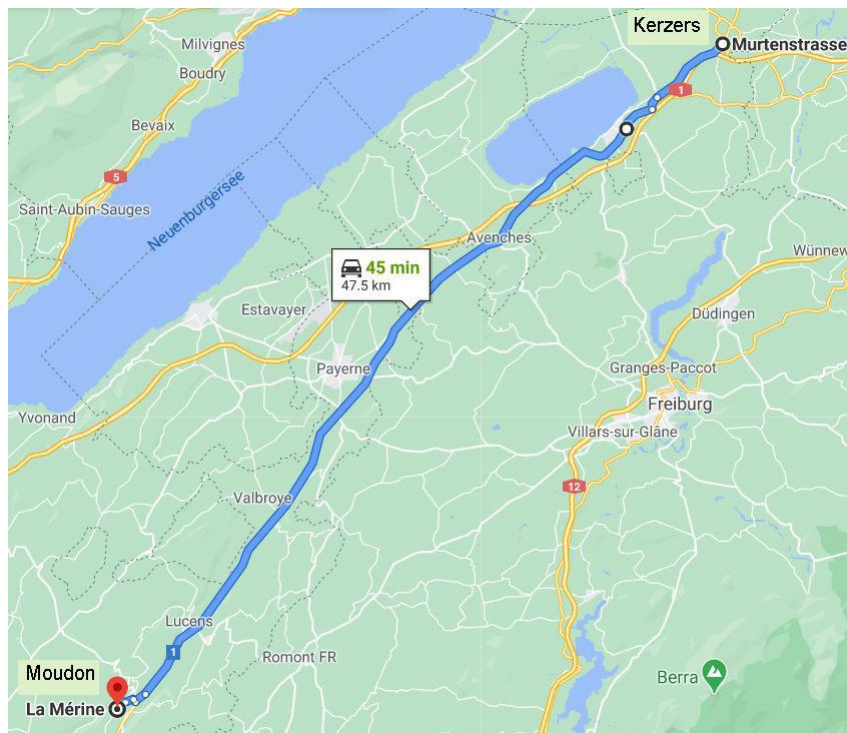 Kerzers
Murtenstrasse
Milvignes
Boudry
1
Bevaix
5
Neuenburgersee
Saint-Aubin-Sauges
Avenches
Wünnew
45 min
47.5 km
Estavayer
Düdingen
Payerne
Granges-Paccot
Freiburg
Yvonand
Villars-sur-Glâne
12
Valbroye
Lucens
1
Romont FR
Moudon
Berra
La Mérine